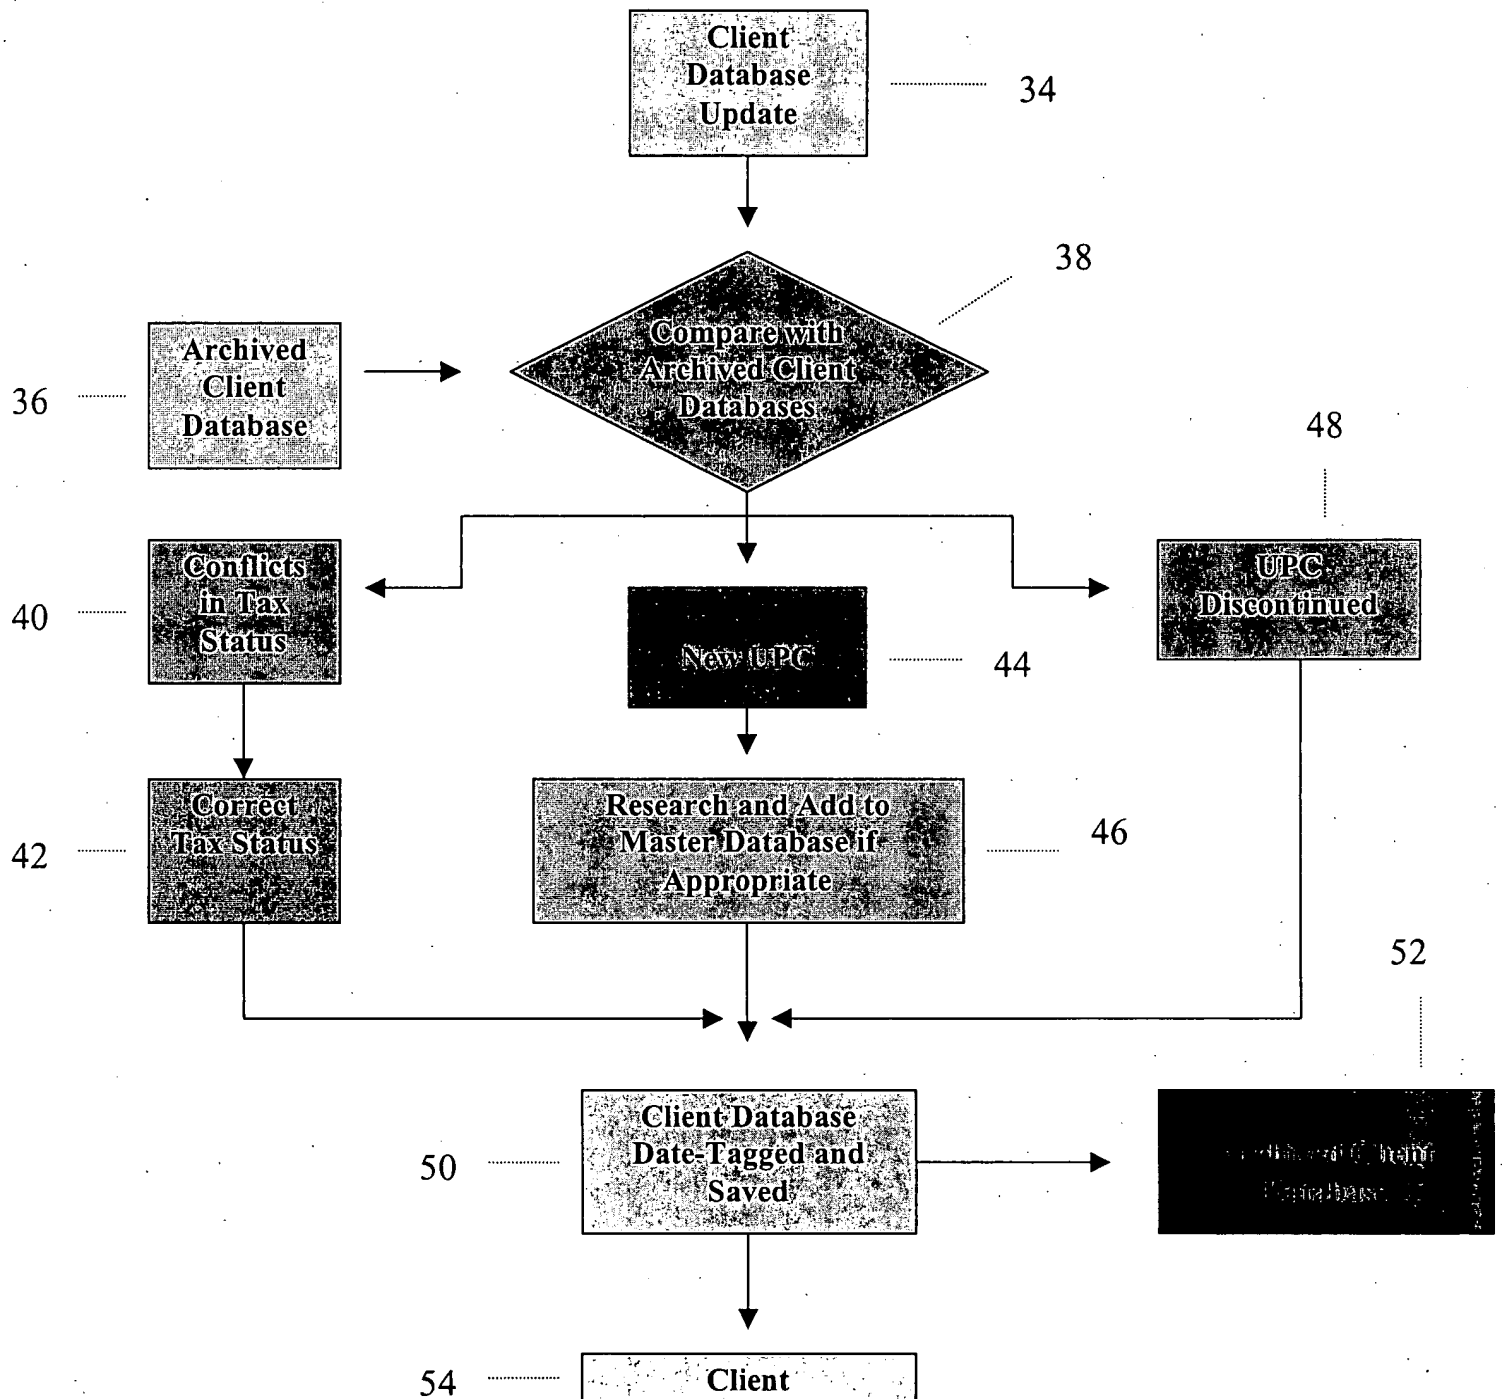 Client
Database
Update
34
38
Compare with
Archived Client
Databases
Archived
Client
Database
36
48
Conflicts
in Tax
Status
40
New UPC
44
UPC
Discontinued
Correct
Tax Status
42
Research and Add to
Master Database if
Appropriate
46
52
Client Database
Date-Tagged and
Saved
50
Client
Database
54
Client